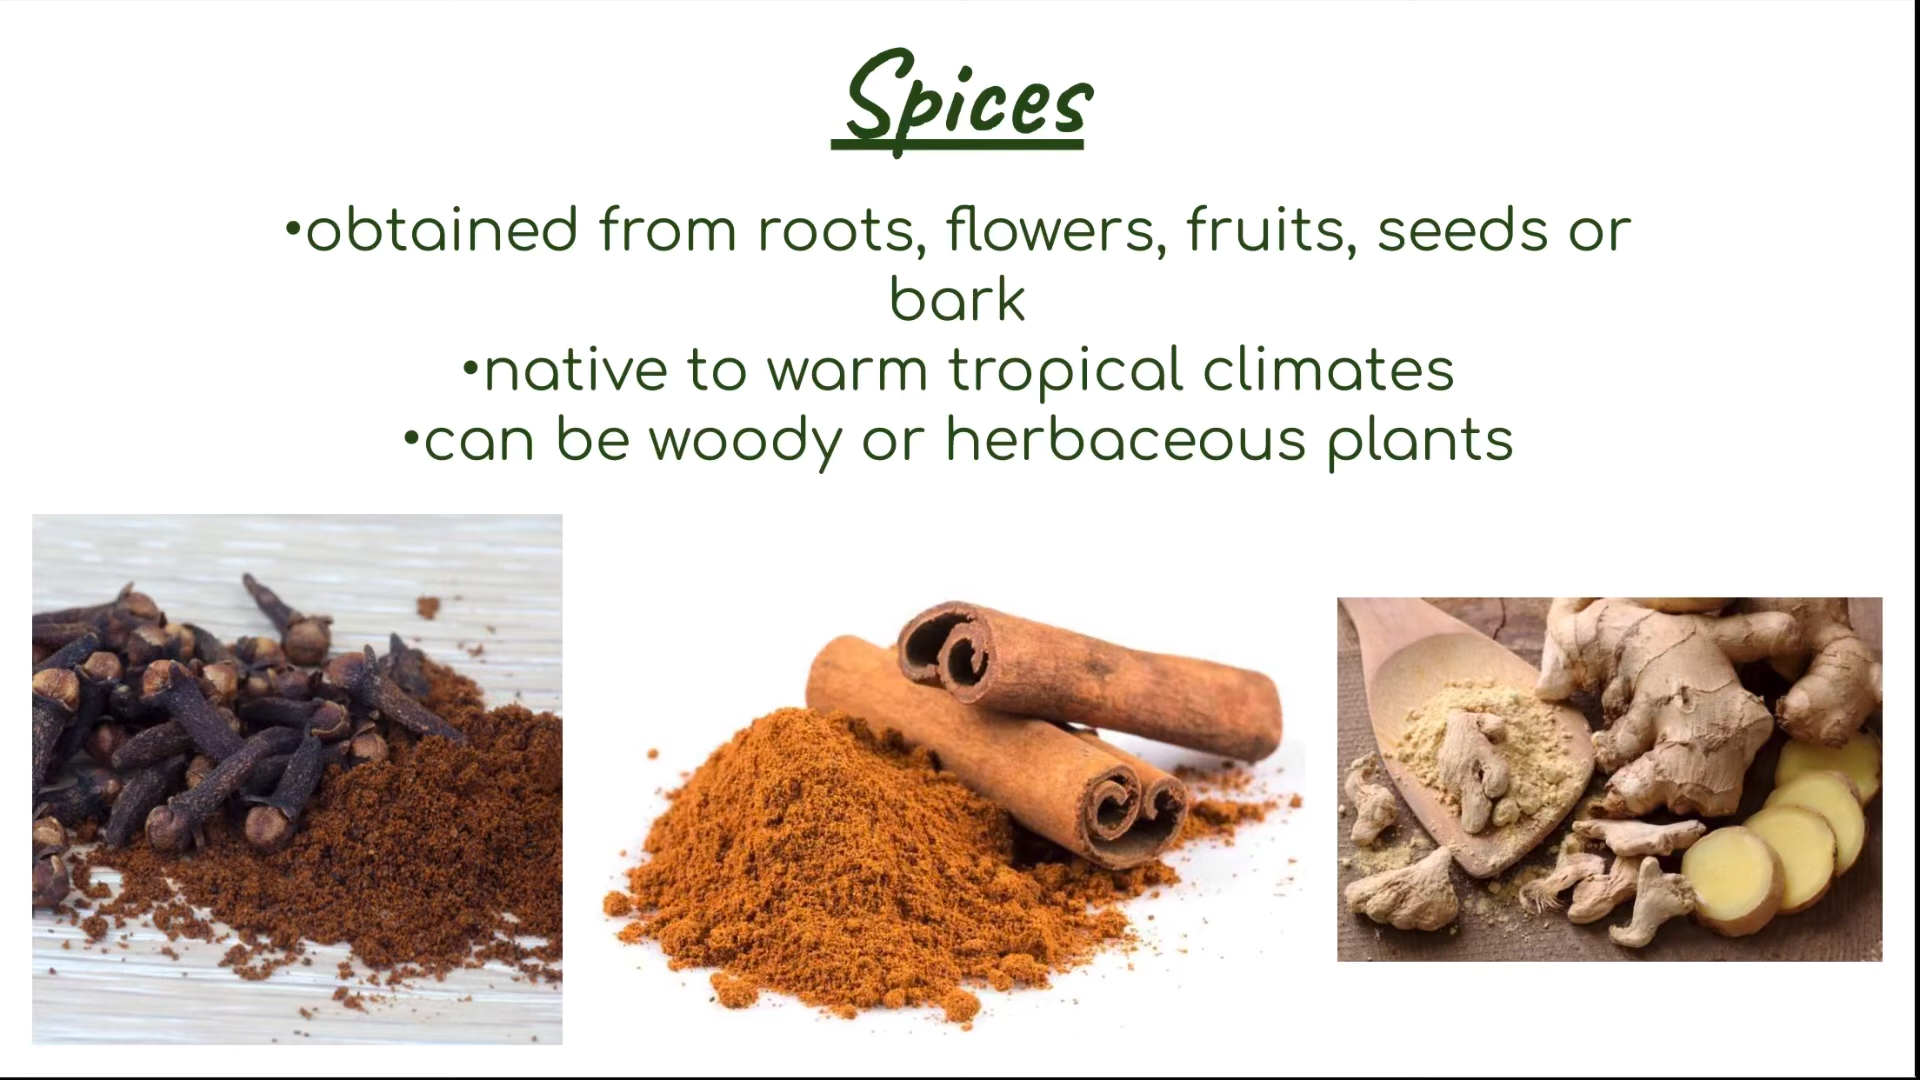 Spices
•obtained from roots, flowers, fruits, seeds or
bark
•native to warm tropical climates
•can be woody or herbaceous plants